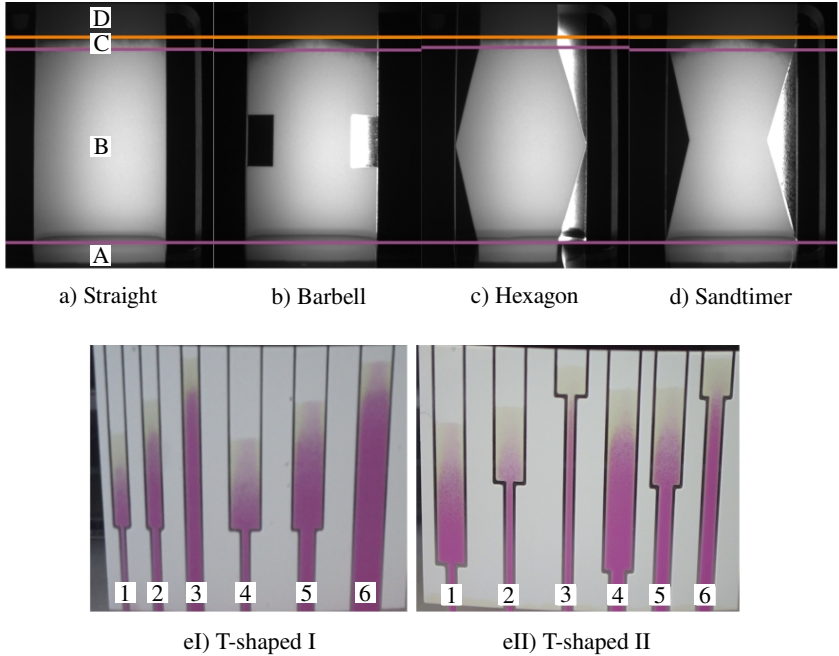 D
C
B
A
a) Straight
b) Barbell
c) Hexagon
d) Sandtimer
1 2 3 4 5 6
1 2 3 4 5 6
eI) T-shaped I
eII) T-shaped II